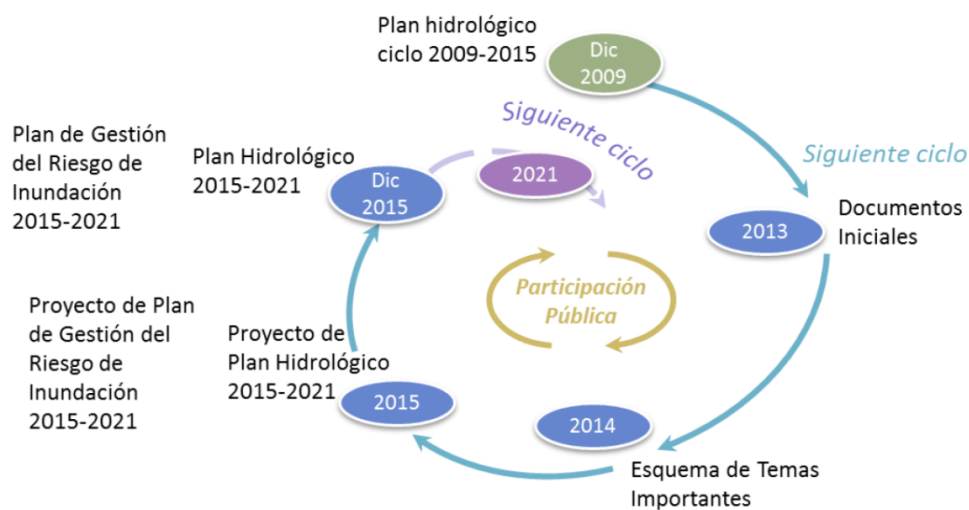 Plan hidrológico
ciclo 2009-2015
Dic
2009
Siguiente ciclo
2013
Documentos
Iniciales
2014
Esquema de Temas
Importantes
2015
Proyecto de
Plan Hidrológico
2015-2021
Proyecto de Plan
de Gestión del
Riesgo de
Inundación
2015-2021
Dic
2015
Plan Hidrológico
2015-2021
Plan de Gestión
del Riesgo de
Inundación
2015-2021
Siguiente ciclo
2021
Participación
Pública